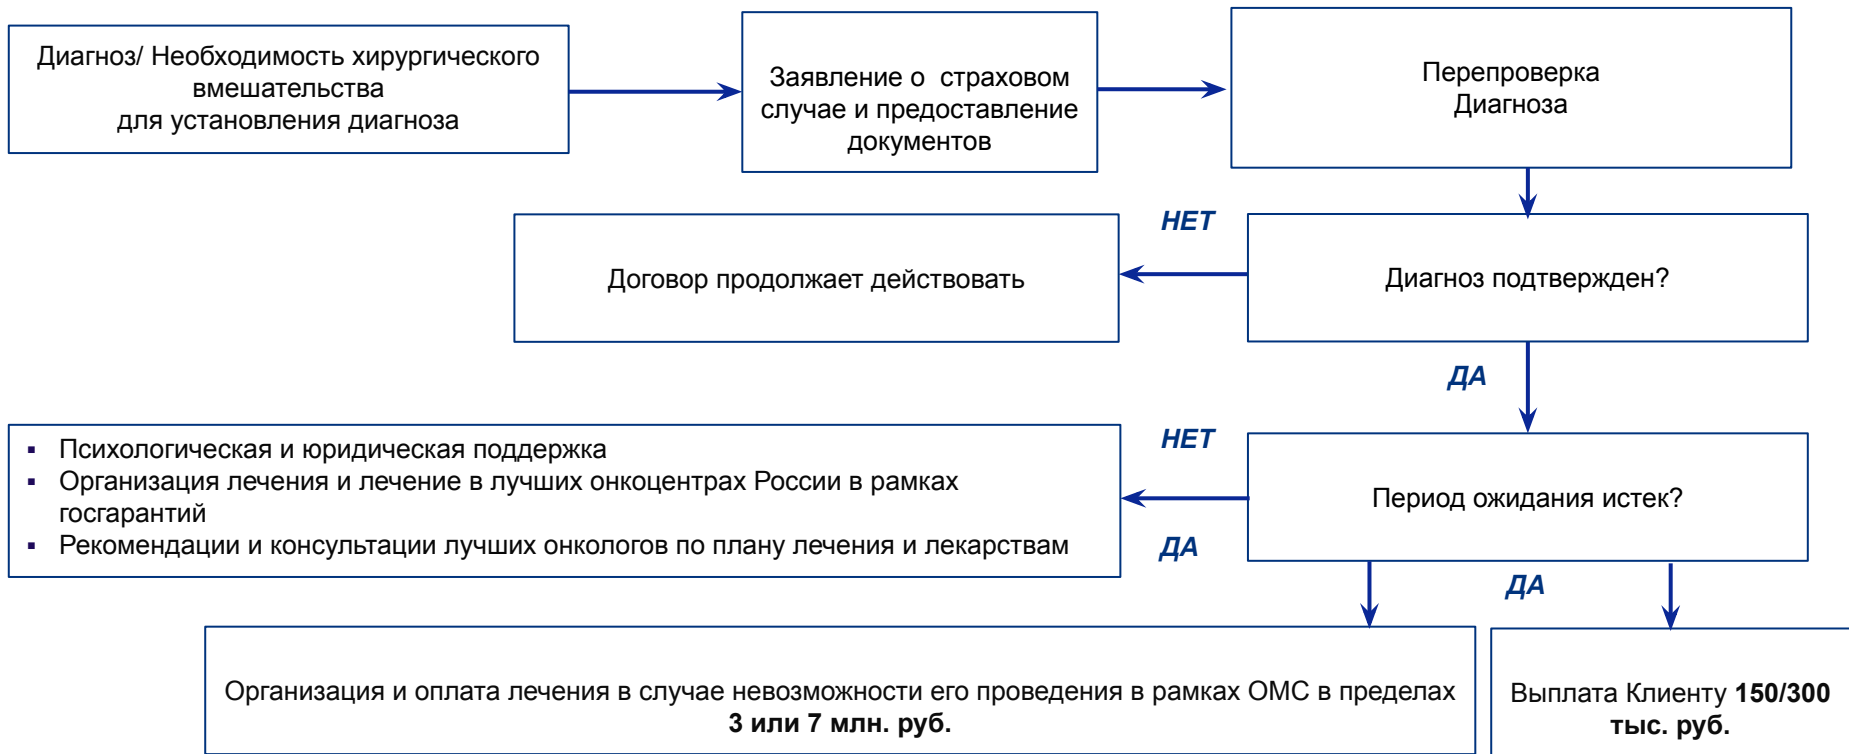 Диагноз/ Необходимость хирургического
вмешательства
для установления диагноза
Заявление о страховом
случае и предоставление
документов
Перепроверка
Диагноза
НЕТ
Договор продолжает действовать
Диагноз подтвержден?
ДА
▪ Психологическая и юридическая поддержка
▪ Организация лечения и лечение в лучших онкоцентрах России в рамках
госгарантий
▪ Рекомендации и консультации лучших онкологов по плану лечения и лекарствам
НЕТ
ДА
Период ожидания истек?
ДА
Организация и оплата лечения в случае невозможности его проведения в рамках ОМС в пределах
3 или 7 млн. руб.
Выплата Клиенту 150/300
тыс. руб.